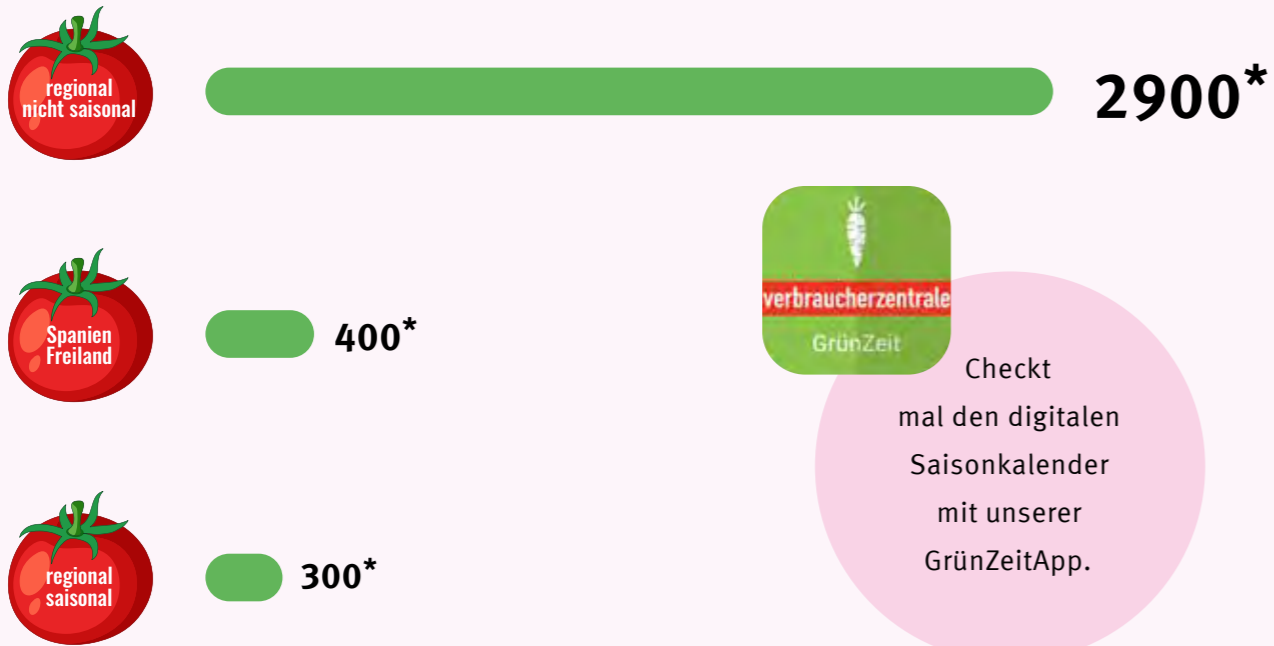 regional
nicht saisonal
2900*
Spanien
Freiland
400*
verbraucherzentrale
GrünZeit
Checkt
mal den digitalen
Saisonkalender
mit unserer
GrünZeitApp.
regional
saisonal
300*